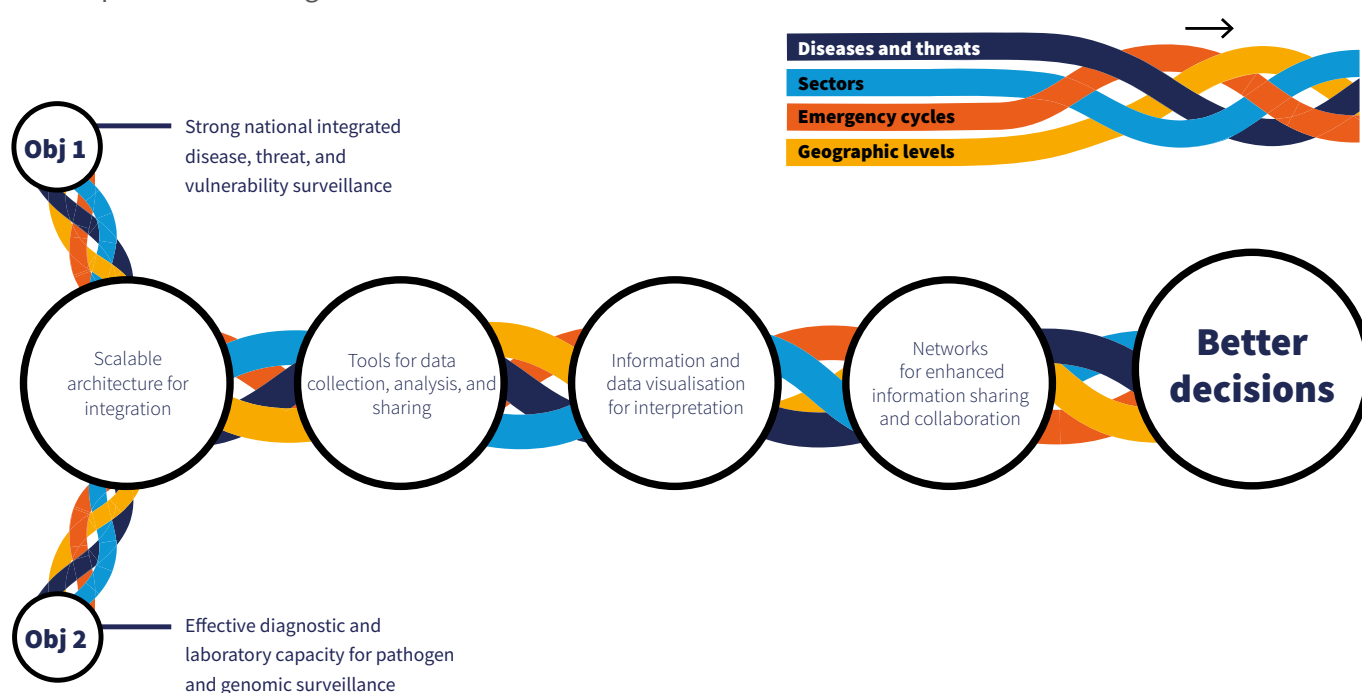 Diseases and threats
Sectors
Emergency cycles
Geographic levels
Obj 1
Strong national integrated
disease, threat, and
vulnerability surveillance
Scalable
architecture for
integration
Tools for data
collection, analysis, and
sharing
Information and
data visualisation
for interpretation
Networks
for enhanced
information sharing
and collaboration
Better
decisions
Obj 2
Effective diagnostic and
laboratory capacity for pathogen
and genomic surveillance